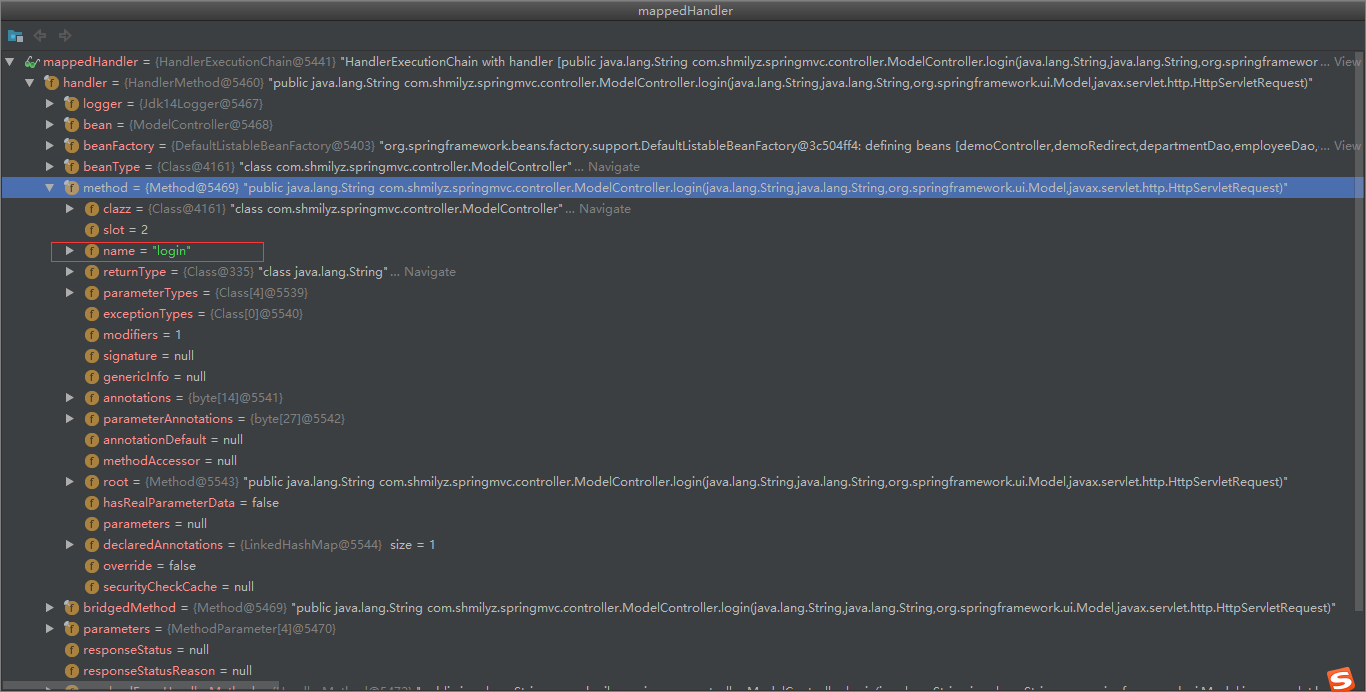 mappedHandler
mappedHandler = {HandlerExecutionChain@5441} "HandlerExecutionChain with handler [public java.lang.String com.shmilyz.springmvc.controller.ModelController.login(java.lang.String,java.lang.String,org.springframewor ... View
handler = {HandlerMethod@5460} "public java.lang.String com.shmilyz.springmvc.controller.ModelController.login(java.lang.String,java.lang.String,org.springframework.ui.Model,javax.servlet.http.HttpServletRequest)"
logger = {Jdk14Logger@5467}
bean = {ModelController@5468}
beanFactory = {DefaultListableBeanFactory@5403} "org.springframework.beans.factory.support.DefaultListableBeanFactory@3c504ff4: defining beans [demoController,demoRedirect,departmentDao,employeeDao,... View
beanType = {Class@4161} "class com.shmilyz.springmvc.controller.ModelController" ... Navigate
method = {Method@5469} "public java.lang.String com.shmilyz.springmvc.controller.ModelController.login(java.lang.String,java.lang.String,org.springframework.ui.Model,javax.servlet.http.HttpServletRequest)"
clazz = {Class@4161} "class com.shmilyz.springmvc.controller.ModelController" ... Navigate
slot = 2
name = "login"
returnType = {Class@335} "class java.lang.String" ... Navigate
parameterTypes = {Class[4]@5539}
exceptionTypes = {Class[0]@5540}
modifiers = 1
signature = null
genericInfo = null
annotations = {byte[14]@5541}
parameterAnnotations = {byte[27]@5542}
annotationDefault = null
methodAccessor = null
root = {Method@5543} "public java.lang.String com.shmilyz.springmvc.controller.ModelController.login(java.lang.String,java.lang.String,org.springframework.ui.Model,javax.servlet.http.HttpServletRequest)"
hasRealParameterData = false
parameters = null
declaredAnnotations = {LinkedHashMap@5544} size = 1
override = false
securityCheckCache = null
bridgedMethod = {Method@5469} "public java.lang.String com.shmilyz.springmvc.controller.ModelController.login(java.lang.String,java.lang.String,org.springframework.ui.Model,javax.servlet.http.HttpServletRequest)"
parameters = {MethodParameter[4]@5470}
responseStatus = null
responseStatusReason = null